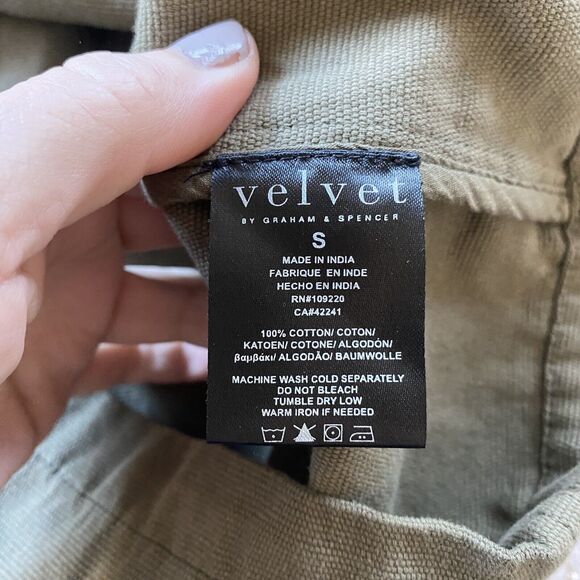 velvet
BY GRAHAM & SPENCER
S
MADE IN INDIA
FABRIQUE EN INDE
HECHO EN INDIA
RN#109220
CA#42241
100% COTTON/ COTON/
KATOEN/ COTONE/ ALGODÓN/
βαμβάκι/ ALGODÃO/ BAUMWOLLE
MACHINE WASH COLD SEPARATELY
DO NOT BLEACH
TUMBLE DRY LOW
WARM IRON IF NEEDED